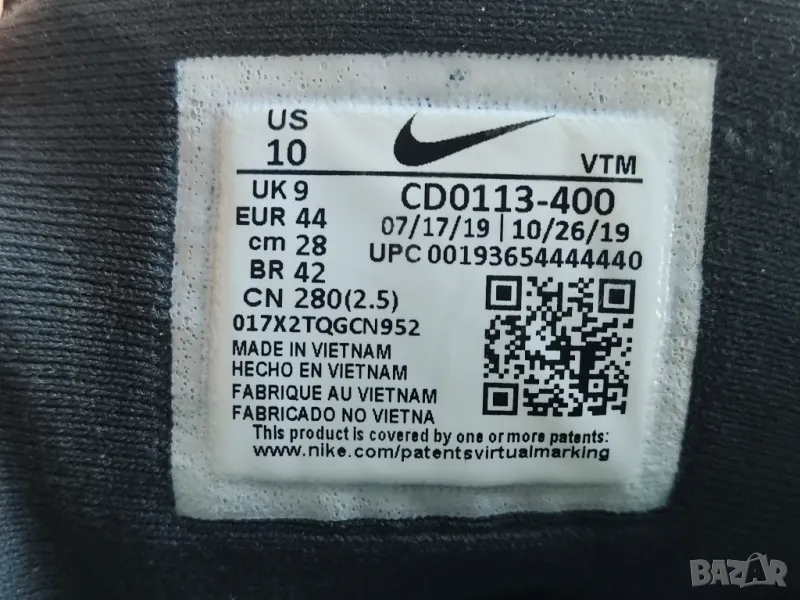 US
10
VTM
UK 9
EUR 44
cm 28
BR 42
CN 280(2.5)
CD0113-400
07/17/19 | 10/26/19
UPC 00193654444440
017X2TQGCN952
MADE IN VIETNAM
HECHO EN VIETNAM
FABRIQUE AU VIETNAM
FABRICADO NO VIETNA
This product is covered by one or more patents:
www.nike.com/patentsvirtualmarking
BAZAR